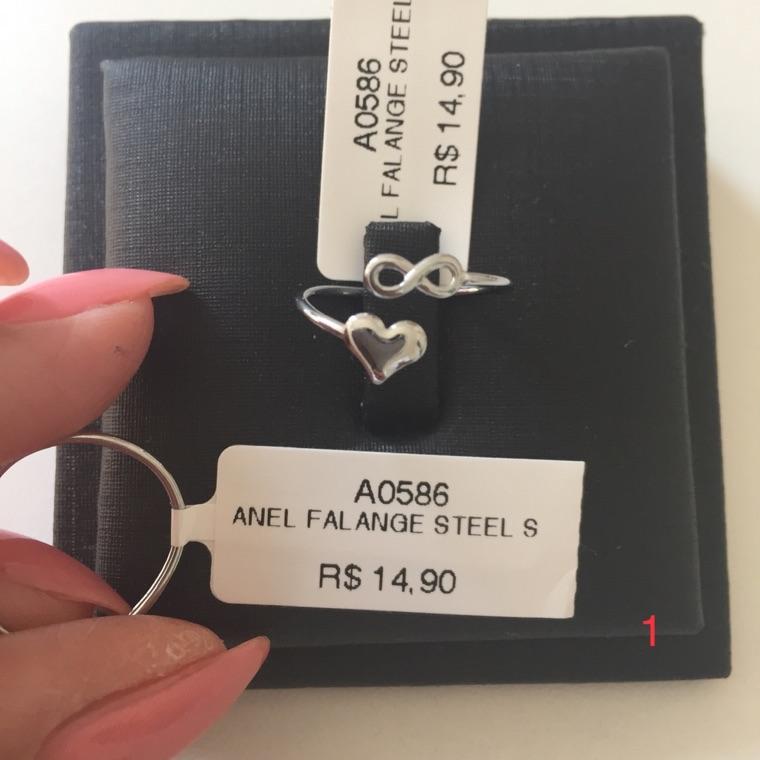 A0586
L FALANGE STEEL
R$ 14,90
A0586
ANEL FALANGE STEEL S
R$ 14,90
1